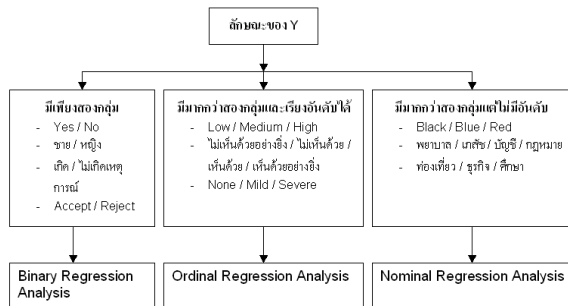 ลักษณะของ Y
มีเพียงสองกลุ่ม
- Yes / No
- ชาย / หญิง
- เกิด / ไม่เกิดเหตุ
การณ์
- Accept / Reject
มีมากกว่าสองกลุ่มและเรียงอันดับได้
- Low / Medium / High
- ไม่เห็นด้วยอย่างยิ่ง / ไม่เห็นด้วย /
เห็นด้วย / เห็นด้วยอย่างยิ่ง
- None / Mild / Severe
มีมากกว่าสองกลุ่มแต่ไม่มีอันดับ
- Black / Blue / Red
- พยาบาล / เภสัช / บัญชี / กฎหมาย
- ท่องเที่ยว / ธุรกิจ / ศึกษา
Binary Regression
Analysis
Ordinal Regression Analysis
Nominal Regression Analysis